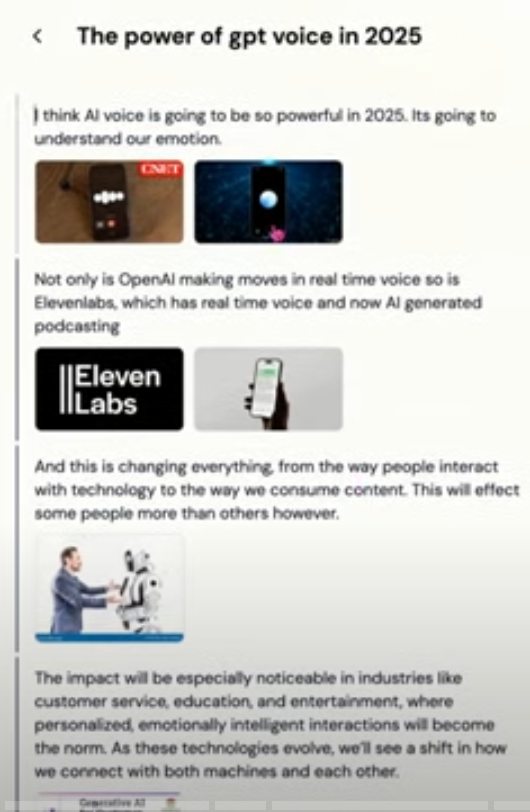 The power of gpt voice in 2025
I think AI voice is going to be so powerful in 2025. Its going to
understand our emotion.
CNET
Not only is OpenAI making moves in real time voice so is
Elevenlabs, which has real time voice and now AI generated
podcasting
||Eleven
Labs
And this is changing everything, from the way people interact
with technology to the way we consume content. This will effect
some people more than others however.
The impact will be especially noticeable in industries like
customer service, education, and entertainment, where
personalized, emotionally intelligent interactions will become
the norm. As these technologies evolve, we'll see a shift in how
we connect with both machines and each other.
Generative AI